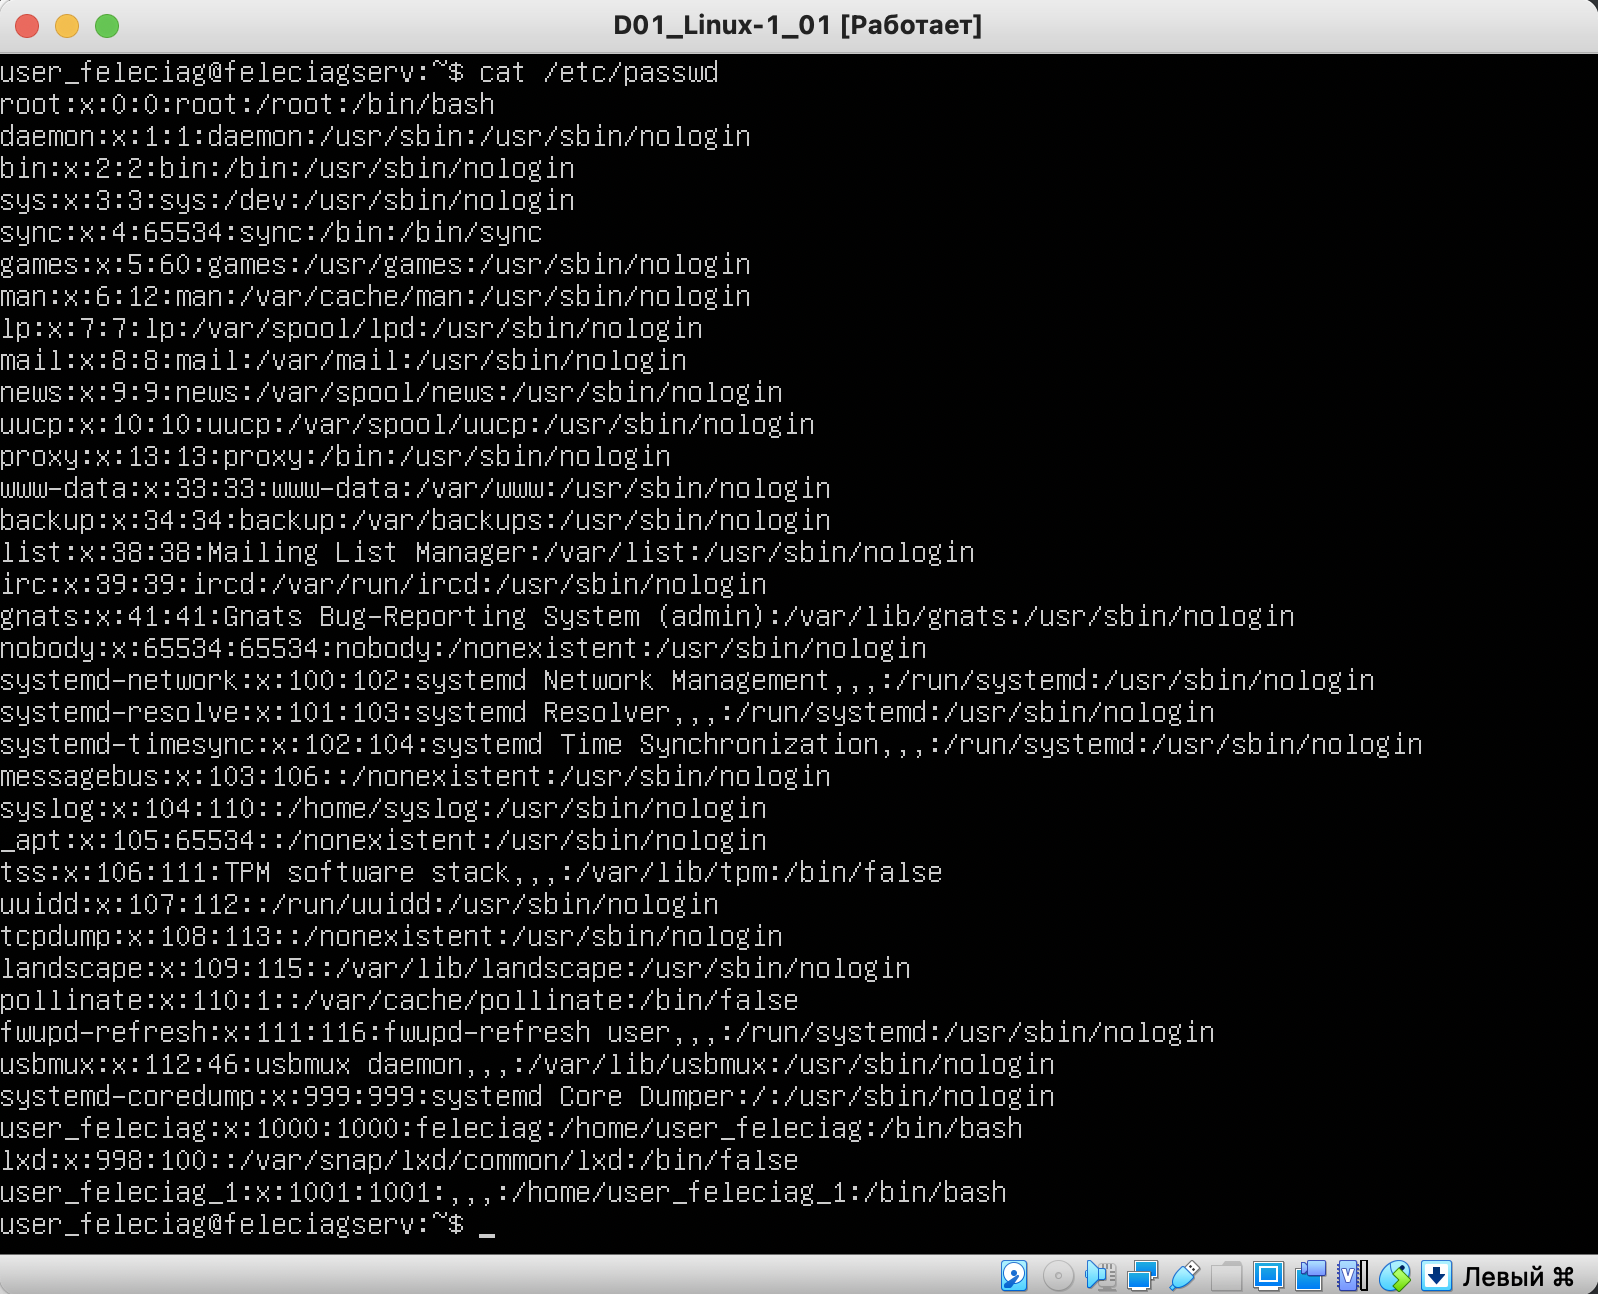 D01_Linux-1_01 [Работает]
user_feleciag@feleciagserv:~$ cat /etc/passwd
root:x:0:0:root:/root:/bin/bash
daemon:x:1:1:daemon:/usr/sbin:/usr/sbin/nologin
bin:x:2:2:bin:/bin:/usr/sbin/nologin
sys:x:3:3:sys:/dev:/usr/sbin/nologin
sync:x:4:65534:sync:/bin:/bin/sync
games:x:5:60:games:/usr/games:/usr/sbin/nologin
man:x:6:12:man:/var/cache/man:/usr/sbin/nologin
lp:x:7:7:lp:/var/spool/lpd:/usr/sbin/nologin
mail:x:8:8:mail:/var/mail:/usr/sbin/nologin
news:x:9:9:news:/var/spool/news:/usr/sbin/nologin
uucp:x:10:10:uucp:/var/spool/uucp:/usr/sbin/nologin
proxy:x:13:13:proxy:/bin:/usr/sbin/nologin
www-data:x:33:33:www-data:/var/www:/usr/sbin/nologin
backup:x:34:34:backup:/var/backups:/usr/sbin/nologin
list:x:38:38:Mailing List Manager:/var/list:/usr/sbin/nologin
irc:x:39:39:ircd:/var/run/ircd:/usr/sbin/nologin
gnats:x:41:41:Gnats Bug-Reporting System (admin):/var/lib/gnats:/usr/sbin/nologin
nobody:x:65534:65534:nobody:/nonexistent:/usr/sbin/nologin
systemd-network:x:100:102:systemd Network Management,,,:/run/systemd:/usr/sbin/nologin
systemd-resolve:x:101:103:systemd Resolver,,,:/run/systemd:/usr/sbin/nologin
systemd-timesync:x:102:104:systemd Time Synchronization,,,:/run/systemd:/usr/sbin/nologin
messagebus:x:103:106::/nonexistent:/usr/sbin/nologin
syslog:x:104:110::/home/syslog:/usr/sbin/nologin
_apt:x:105:65534::/nonexistent:/usr/sbin/nologin
tss:x:106:111:TPM software stack,,,:/var/lib/tpm:/bin/false
uuidd:x:107:112::/run/uuidd:/usr/sbin/nologin
tcpdump:x:108:113::/nonexistent:/usr/sbin/nologin
landscape:x:109:115::/var/lib/landscape:/usr/sbin/nologin
pollinate:x:110:1::/var/cache/pollinate:/bin/false
fwupd-refresh:x:111:116:fwupd-refresh user,,,:/run/systemd:/usr/sbin/nologin
usbmux:x:112:46:usbmux daemon,,,:/var/lib/usbmux:/usr/sbin/nologin
systemd-coredump:x:999:999:systemd Core Dumper:/:/usr/sbin/nologin
user_feleciag:x:1000:1000:feleciag:/home/user_feleciag:/bin/bash
lxd:x:998:100::/var/snap/lxd/common/lxd:/bin/false
user_feleciag_1:x:1001:1001:,,,:/home/user_feleciag_1:/bin/bash
user_feleciag@feleciagserv:~$ _
Левый ⌘